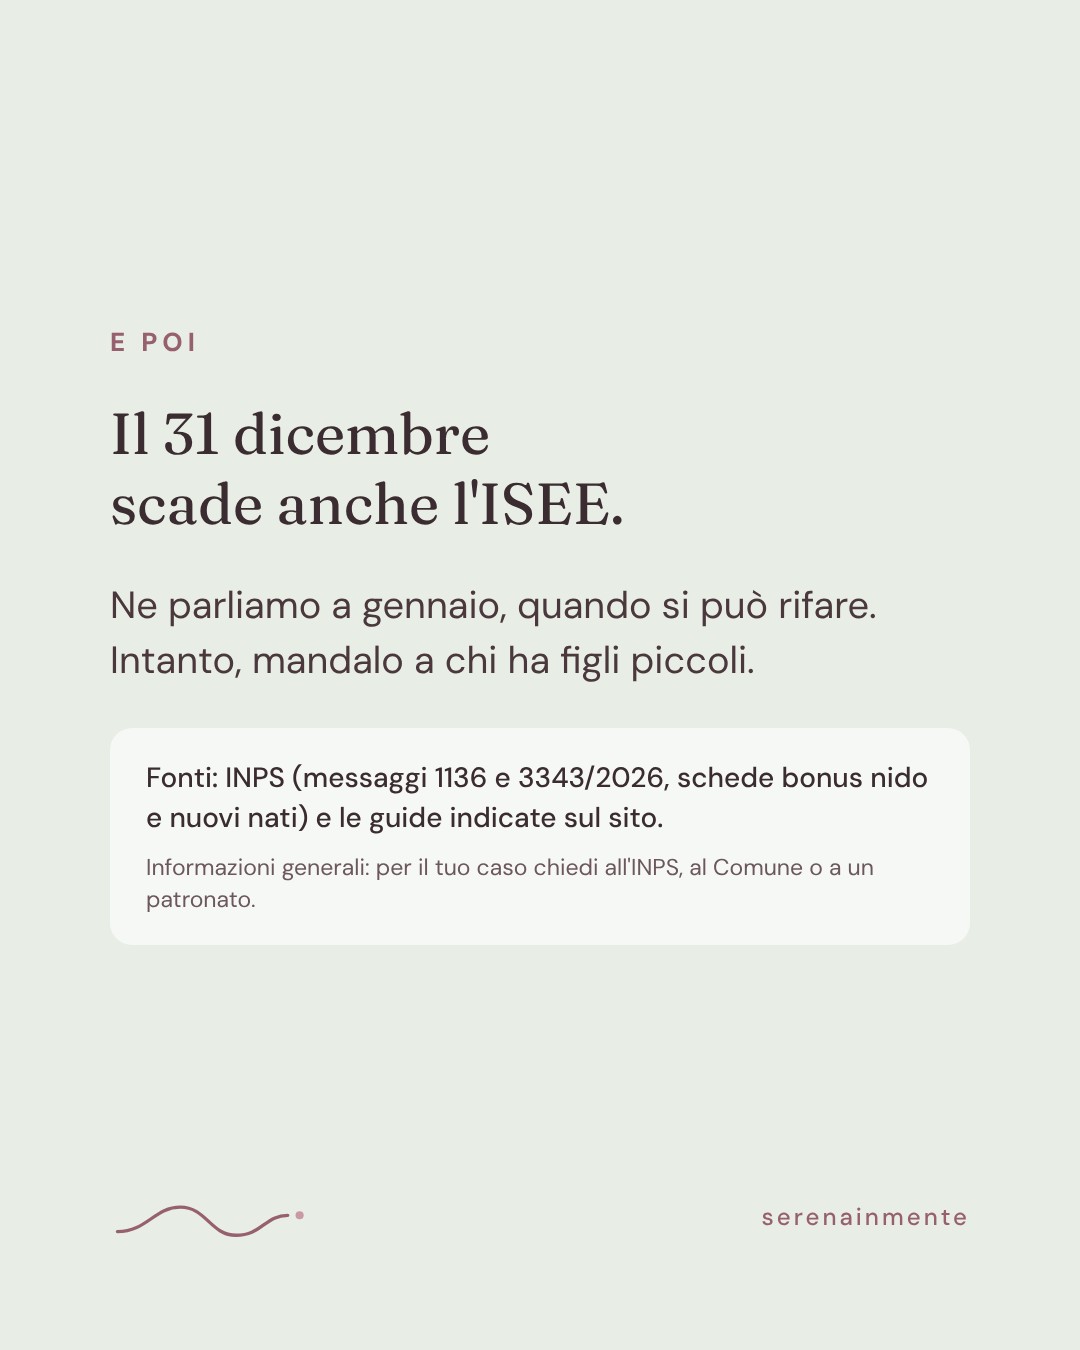 E POI
Il 31 dicembre
scade anche l'ISEE.
Ne parliamo a gennaio, quando si può rifare.
Intanto, mandalo a chi ha figli piccoli.
Fonti: INPS (messaggi 1136 e 3343/2026, schede bonus nido
e nuovi nati) e le guide indicate sul sito.
Informazioni generali: per il tuo caso chiedi all'INPS, al Comune o a un
patronato.
serenainmente